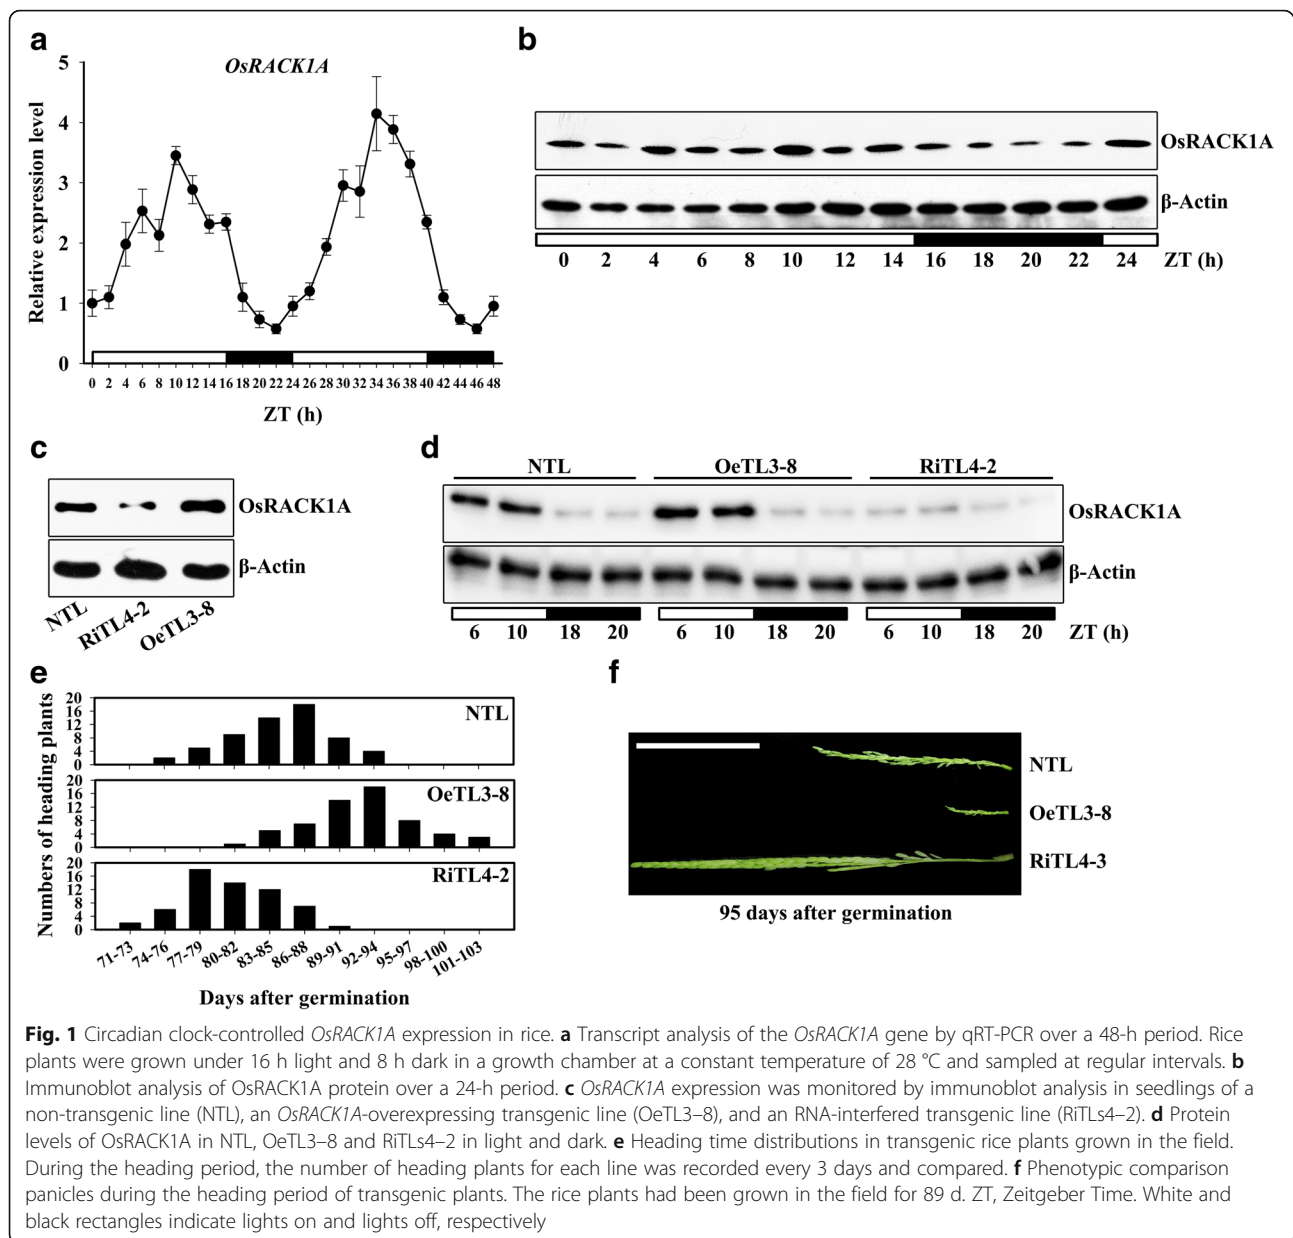 a
OsRACK1A
Relative expression level
5
4
3
2
1
0
0 2 4 6 8 10 12 14 16 18 20 22 24 26 28 30 32 34 36 38 40 42 44 46 48
ZT (h)
b
OsRACK1A
β-Actin
0 2 4 6 8 10 12 14 16 18 20 22 24 ZT (h)
c
OsRACK1A
β-Actin
NTL RiTL4-2 OeTL3-8
d
NTL OeTL3-8 RiTL4-2
OsRACK1A
β-Actin
6 10 18 20 6 10 18 20 6 10 18 20 ZT (h)
e
Numbers of heading plants
20
16
12
8
4
0
NTL
20
16
12
8
4
0
OeTL3-8
20
16
12
8
4
0
RiTL4-2
71-73 74-76 77-79 80-82 83-85 86-88 89-91 92-94 95-97 98-100 101-103
Days after germination
f
NTL
OeTL3-8
RiTL4-3
95 days after germination
Fig. 1 Circadian clock-controlled OsRACK1A expression in rice. a Transcript analysis of the OsRACK1A gene by qRT-PCR over a 48-h period. Rice
plants were grown under 16 h light and 8 h dark in a growth chamber at a constant temperature of 28 °C and sampled at regular intervals. b
Immunoblot analysis of OsRACK1A protein over a 24-h period. c OsRACK1A expression was monitored by immunoblot analysis in seedlings of a
non-transgenic line (NTL), an OsRACK1A-overexpressing transgenic line (OeTL3–8), and an RNA-interfered transgenic line (RiTLs4–2). d Protein
levels of OsRACK1A in NTL, OeTL3–8 and RiTLs4–2 in light and dark. e Heading time distributions in transgenic rice plants grown in the field.
During the heading period, the number of heading plants for each line was recorded every 3 days and compared. f Phenotypic comparison
panicles during the heading period of transgenic plants. The rice plants had been grown in the field for 89 d. ZT, Zeitgeber Time. White and
black rectangles indicate lights on and lights off, respectively